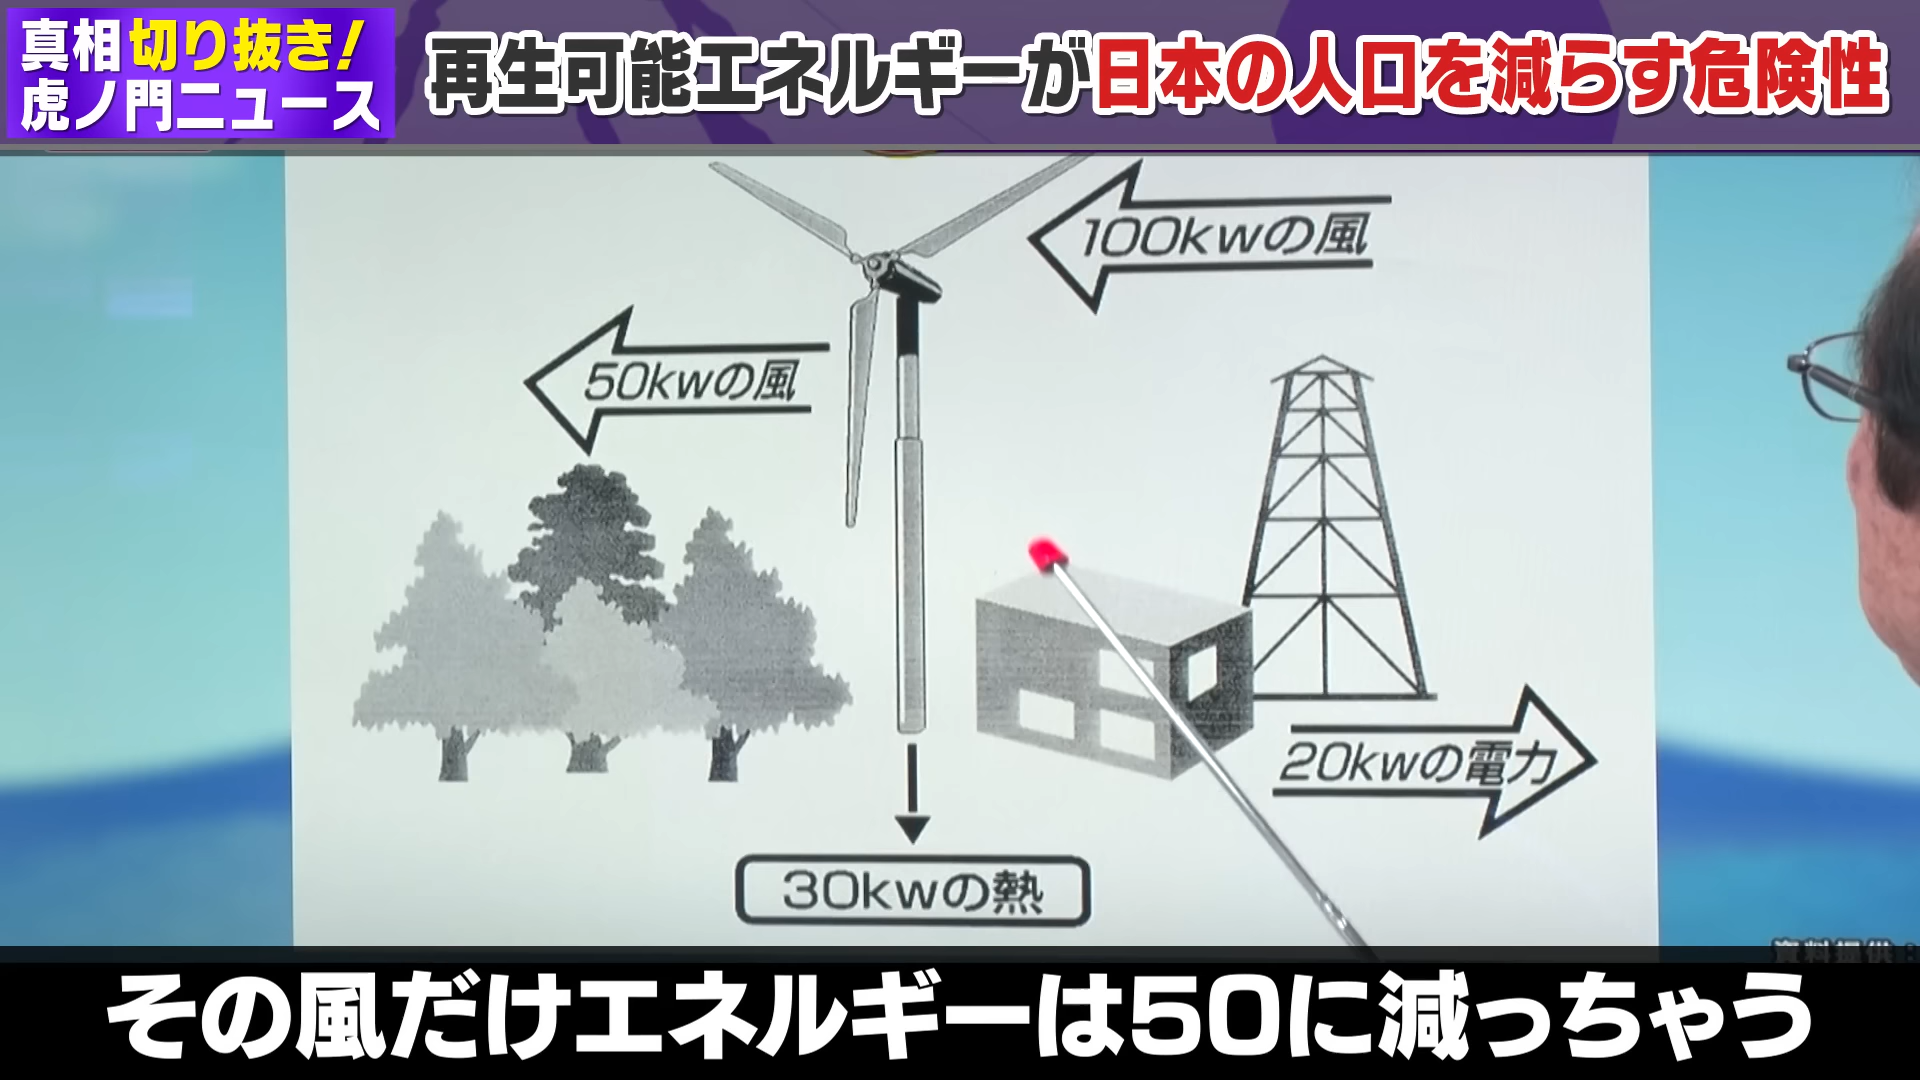 真相切り抜き!
虎ノ門ニュース
再生可能エネルギーが日本の人口を減らす危険性
100kwの風
50kwの風
20kwの電力
30kwの熱
資料提供:
その風だけエネルギーは50に減っちゃう